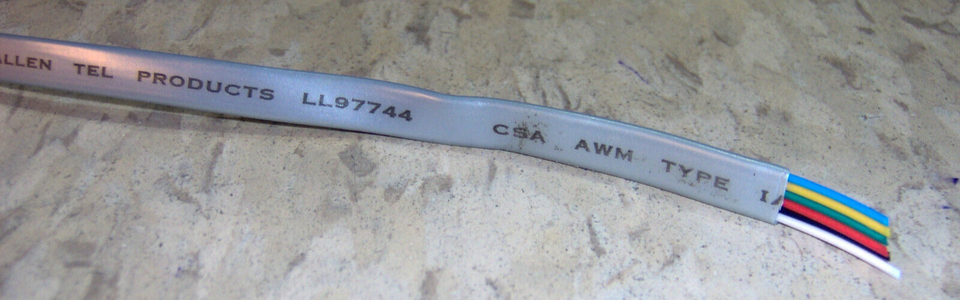 ALLEN TEL PRODUCTS LL97744 CSA AWM TYPE